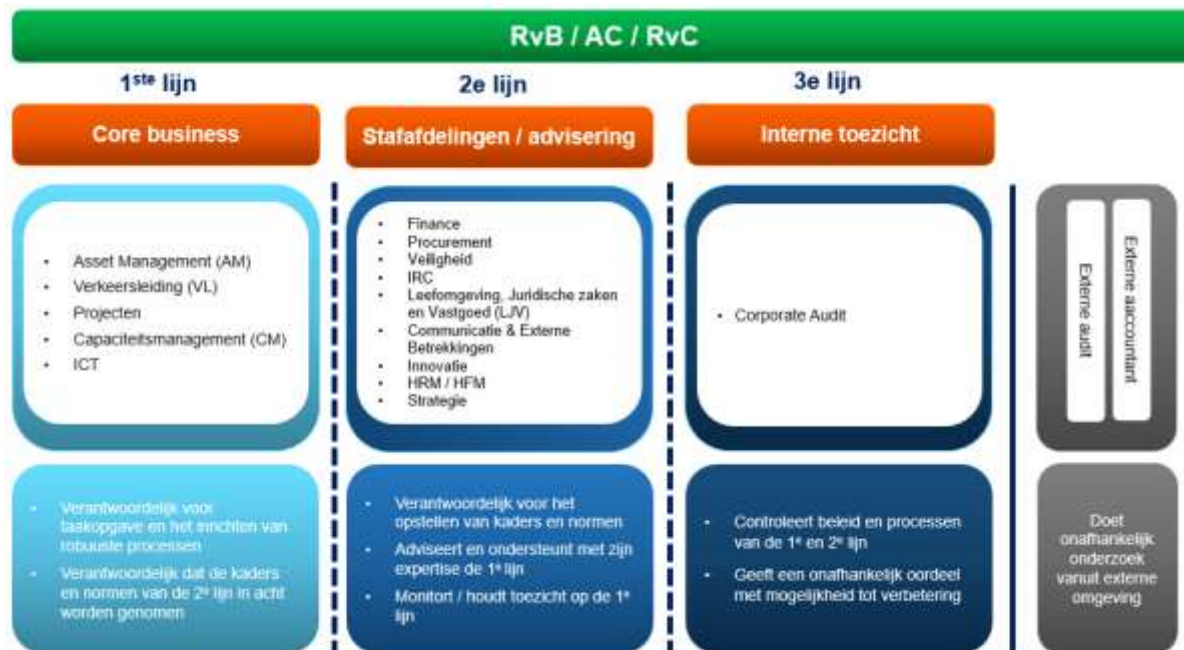 RvB / AC / RvC
1ste lijn
Core business
• Asset Management (AM)
• Verkeersleiding (VL)
• Projecten
• Capaciteitsmanagement (CM)
• ICT
• Verantwoordelijk voor
taakopgave en het inrichten van
robuuste processen
• Verantwoordelijk dat de kaders
en normen van de 2e lijn in acht
worden genomen
2e lijn
Stafafdelingen / advisering
• Finance
• Procurement
• Veiligheid
• IRC
• Leefomgeving, Juridische zaken
en Vastgoed (LJV)
• Communicatie & Externe
Betrekkingen
• Innovatie
• HRM / HFM
• Strategie
• Verantwoordelijk voor het
opstellen van kaders en normen
• Adviseert en ondersteunt met zijn
expertise de 1e lijn
• Monitort / houdt toezicht op de 1e
lijn
3e lijn
Interne toezicht
• Corporate Audit
• Controleert beleid en processen
van de 1e en 2e lijn
• Geeft een onafhankelijk oordeel
met mogelijkheid tot verbetering
Externe audit
Externe aaccountant
Doet
onafhankelijk
onderzoek
vanuit externe
omgeving